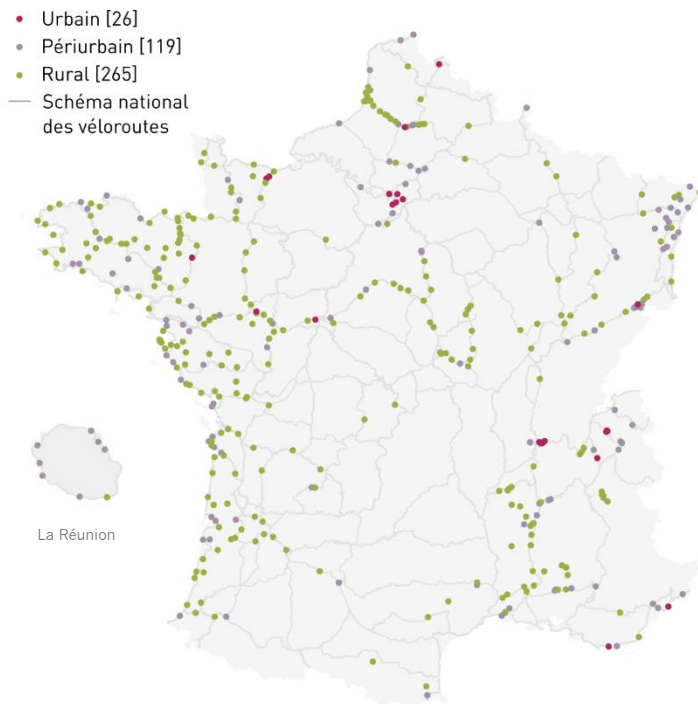 Urbain [26]
Périurbain [119]
Rural [265]
Schéma national
des véloroutes
La Réunion